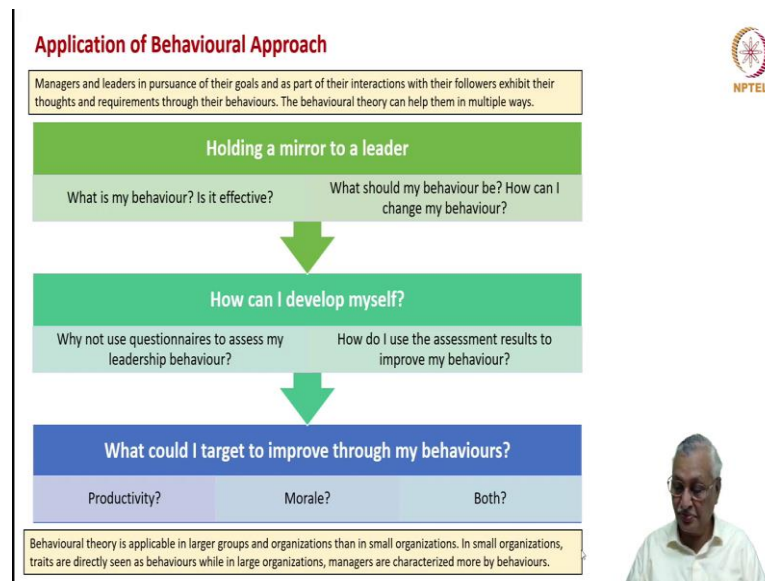 Application of Behavioural Approach
NPTEL
Managers and leaders in pursuance of their goals and as part of their interactions with their followers exhibit their
thoughts and requirements through their behaviours. The behavioural theory can help them in multiple ways.
Holding a mirror to a leader
What is my behaviour? Is it effective?
What should my behaviour be? How can I
change my behaviour?
How can I develop myself?
Why not use questionnaires to assess my
leadership behaviour?
How do I use the assessment results to
improve my behaviour?
What could I target to improve through my behaviours?
Productivity?
Morale?
Both?
Behavioural theory is applicable in larger groups and organizations than in small organizations. In small organizations,
traits are directly seen as behaviours while in large organizations, managers are characterized more by behaviours.